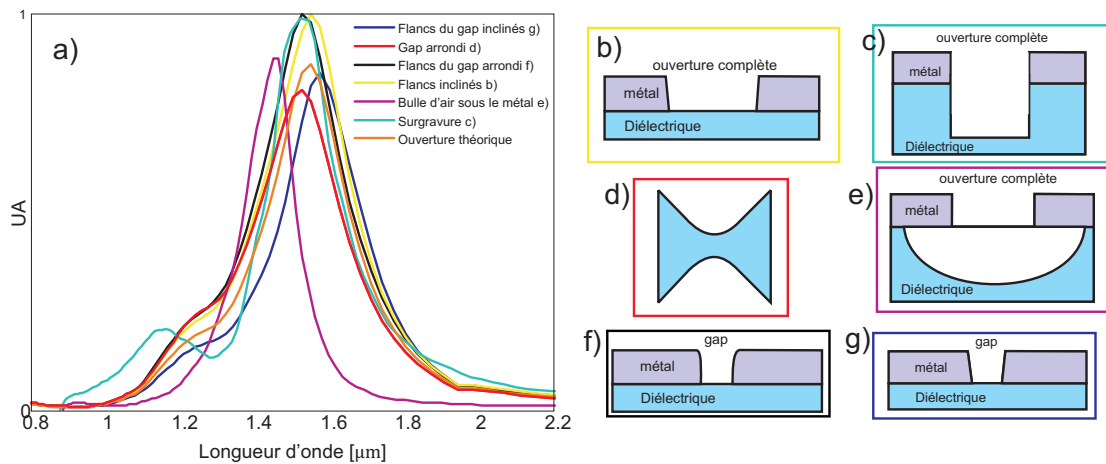 a)
1
UA
0
0.8
1
1.2
1.4
1.6
1.8
2
2.2
Longueur d'onde [μm]
Flancs du gap inclinés g)
Gap arrondi d)
Flancs du gap arrondi f)
Flancs inclinés b)
Bulle d'air sous le métal e)
Surgravure c)
Ouverture théorique
b)
ouverture complète
métal
Diélectrique
c)
ouverture complète
métal
Diélectrique
d)
e)
ouverture complète
métal
Diélectrique
f)
gap
métal
Diélectrique
g)
gap
métal
Diélectrique